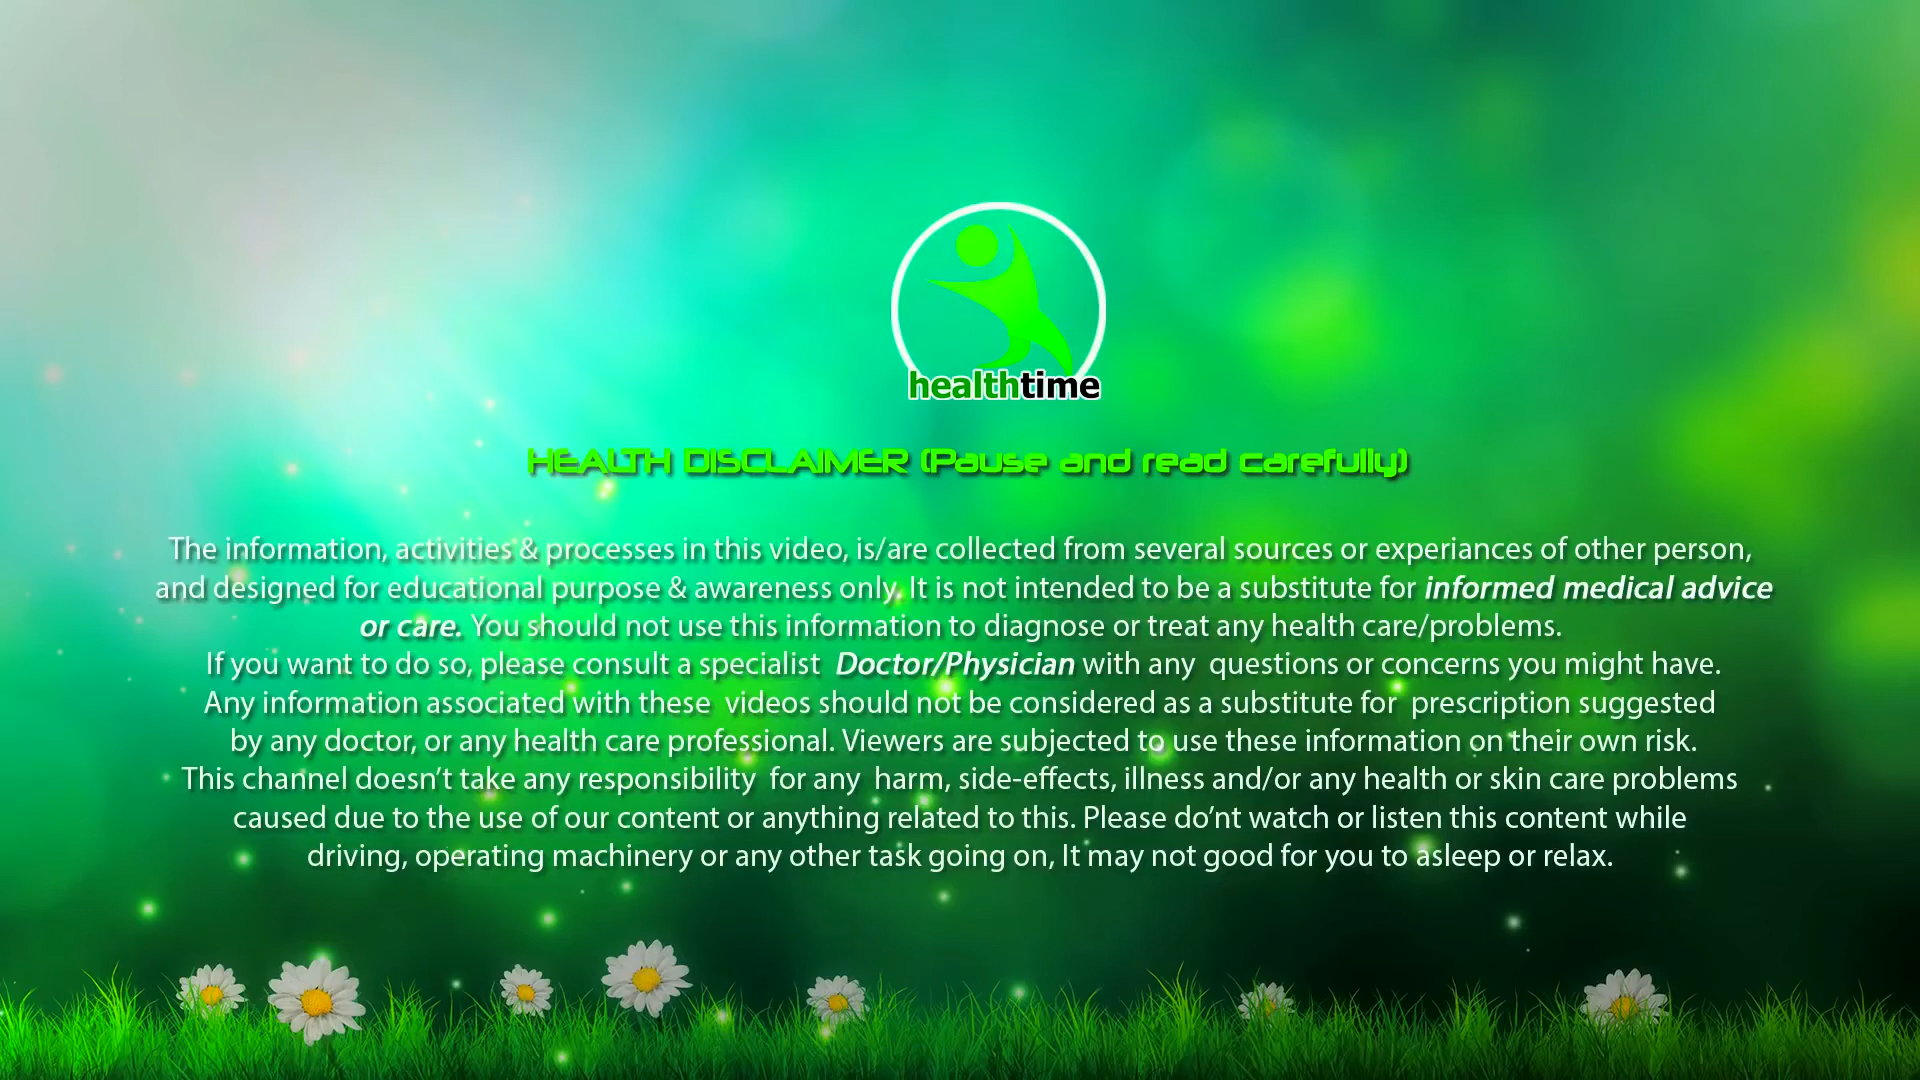 healthtime
HEALTH DISCLAIMER (Pause and read carefully)
The information, activities & processes in this video, is/are collected from several sources or experiances of other person,
and designed for educational purpose & awareness only. It is not intended to be a substitute for informed medical advice
or care. You should not use this information to diagnose or treat any health care/problems.
If you want to do so, please consult a specialist Doctor/Physician with any questions or concerns you might have.
Any information associated with these videos should not be considered as a substitute for prescription suggested
by any doctor, or any health care professional. Viewers are subjected to use these information on their own risk.
This channel doesn’t take any responsibility for any harm, side-effects, illness and/or any health or skin care problems
caused due to the use of our content or anything related to this. Please do’nt watch or listen this content while
driving, operating machinery or any other task going on, It may not good for you to asleep or relax.